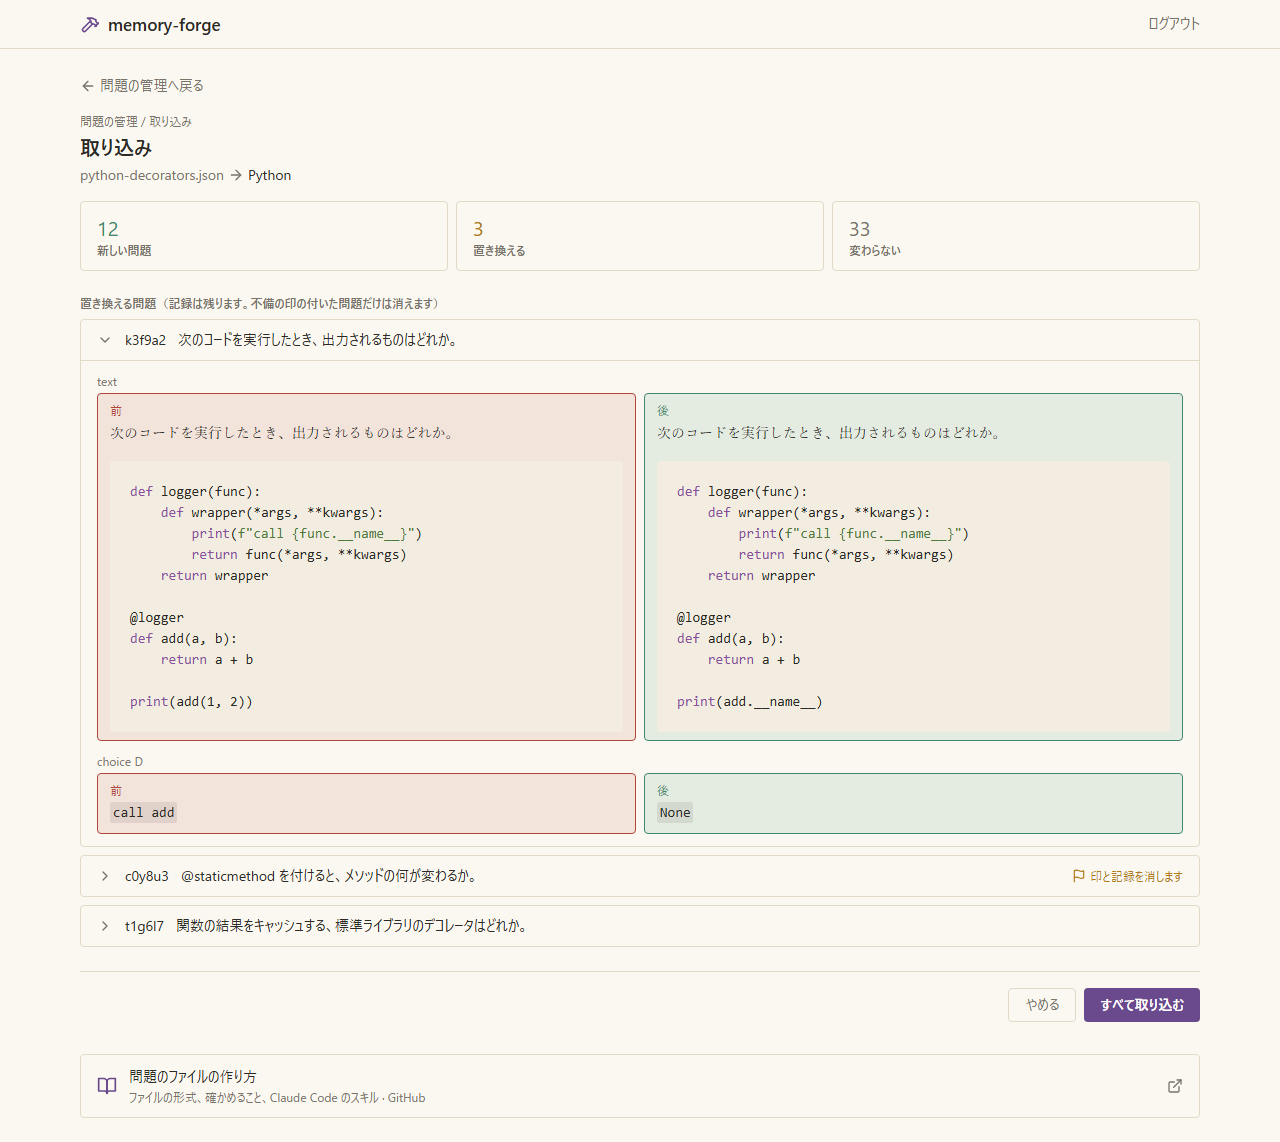 memory-forge
ログアウト
← 問題の管理へ戻る
問題の管理 / 取り込み
取り込み
python-decorators.json → Python
12
新しい問題
3
置き換える
33
変わらない
置き換える問題（記録は残ります。不備の印の付いた問題だけは消えます）
k3f9a2 次のコードを実行したとき、出力されるものはどれか。
text
前
次のコードを実行したとき、出力されるものはどれか。
def logger(func):
    def wrapper(*args, **kwargs):
        print(f"call {func.__name__}")
        return func(*args, **kwargs)
    return wrapper
@logger
def add(a, b):
    return a + b
print(add(1, 2))
後
次のコードを実行したとき、出力されるものはどれか。
def logger(func):
    def wrapper(*args, **kwargs):
        print(f"call {func.__name__}")
        return func(*args, **kwargs)
    return wrapper
@logger
def add(a, b):
    return a + b
print(add.__name__)
choice D
前
call add
後
None
c0y8u3 @staticmethod を付けると、メソッドの何が変わるか。
印と記録を消します
t1g6l7 関数の結果をキャッシュする、標準ライブラリのデコレータはどれか。
やめる
すべて取り込む
問題のファイルの作り方
ファイルの形式、確かめること、Claude Code のスキル · GitHub